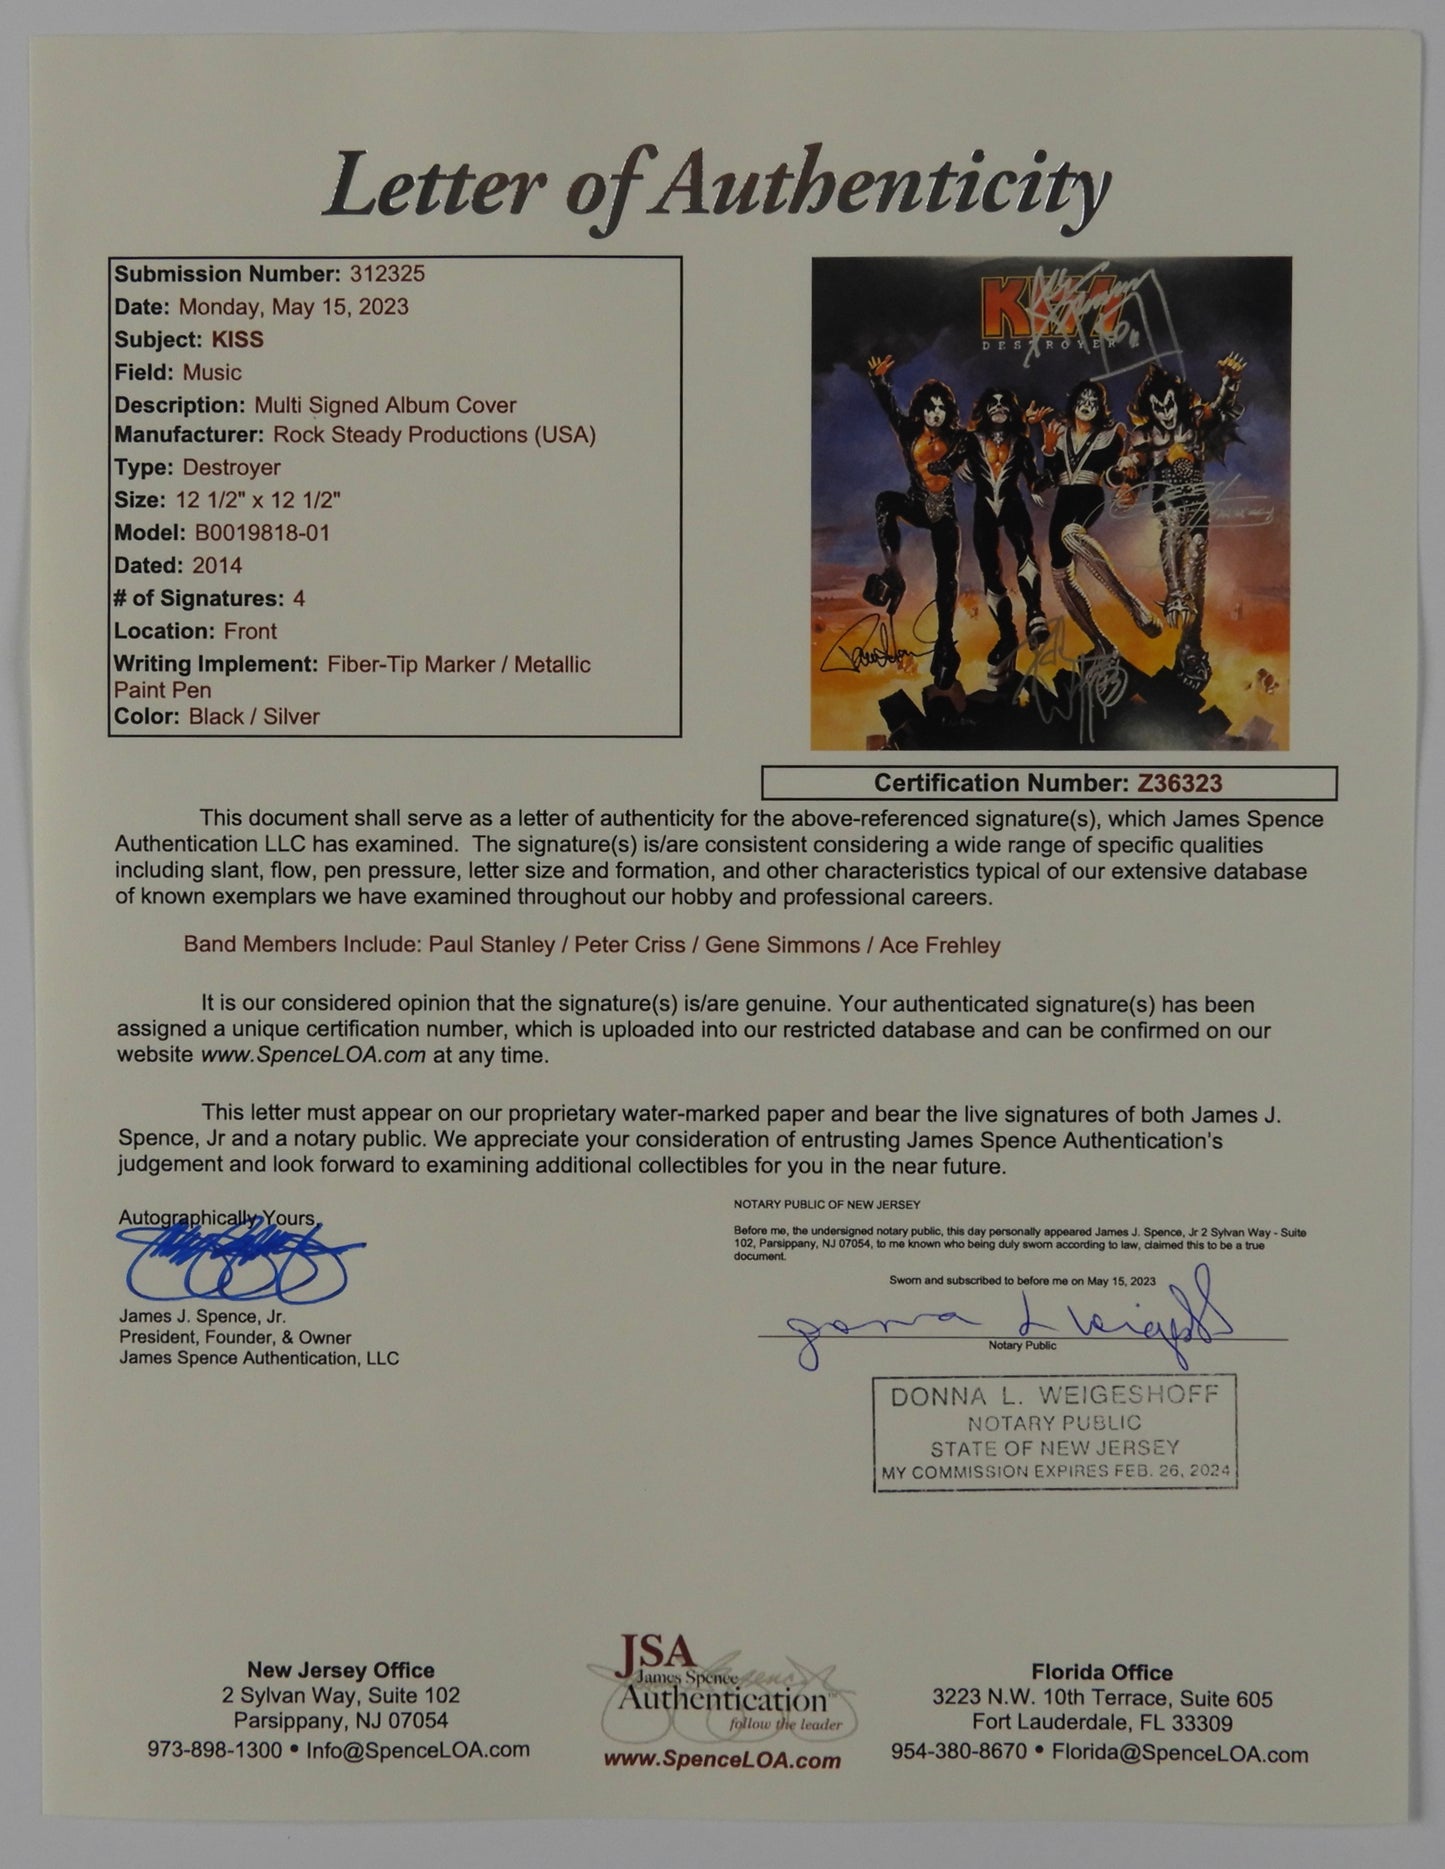 Letter of Authenticity
Submission Number: 312325
Date: Monday, May 15, 2023
Subject: KISS
Field: Music
Description: Multi Signed Album Cover
Manufacturer: Rock Steady Productions (USA)
Type: Destroyer
Size: 12 1/2" x 12 1/2"
Model: B0019818-01
Dated: 2014
# of Signatures: 4
Location: Front
Writing Implement: Fiber-Tip Marker / Metallic
Paint Pen
Color: Black / Silver
KISS
DESTROYER
Certification Number: Z36323
This document shall serve as a letter of authenticity for the above-referenced signature(s), which James Spence
Authentication LLC has examined.  The signature(s) is/are consistent considering a wide range of specific qualities
including slant, flow, pen pressure, letter size and formation, and other characteristics typical of our extensive database
of known exemplars we have examined throughout our hobby and professional careers.
Band Members Include: Paul Stanley / Peter Criss / Gene Simmons / Ace Frehley
It is our considered opinion that the signature(s) is/are genuine. Your authenticated signature(s) has been
assigned a unique certification number, which is uploaded into our restricted database and can be confirmed on our
website www.SpenceLOA.com at any time.
This letter must appear on our proprietary water-marked paper and bear the live signatures of both James J.
Spence, Jr and a notary public. We appreciate your consideration of entrusting James Spence Authentication's
judgement and look forward to examining additional collectibles for you in the near future.
Autographically Yours,
James J. Spence, Jr.
President, Founder, & Owner
James Spence Authentication, LLC
NOTARY PUBLIC OF NEW JERSEY
Before me, the undersigned notary public, this day personally appeared James J. Spence, Jr 2 Sylvan Way - Suite
102, Parsippany, NJ 07054, to me known who being duly sworn according to law, claimed this to be a true
document.
Sworn and subscribed to before me on May 15, 2023
Donna L Weigeshoff
Notary Public
DONNA L. WEIGESHOFF
NOTARY PUBLIC
STATE OF NEW JERSEY
MY COMMISSION EXPIRES FEB. 26, 2024
New Jersey Office
2 Sylvan Way, Suite 102
Parsippany, NJ 07054
973-898-1300 • Info@SpenceLOA.com
JSA
James Spence
Authentication™
follow the leader
www.SpenceLOA.com
Florida Office
3223 N.W. 10th Terrace, Suite 605
Fort Lauderdale, FL 33309
954-380-8670 • Florida@SpenceLOA.com